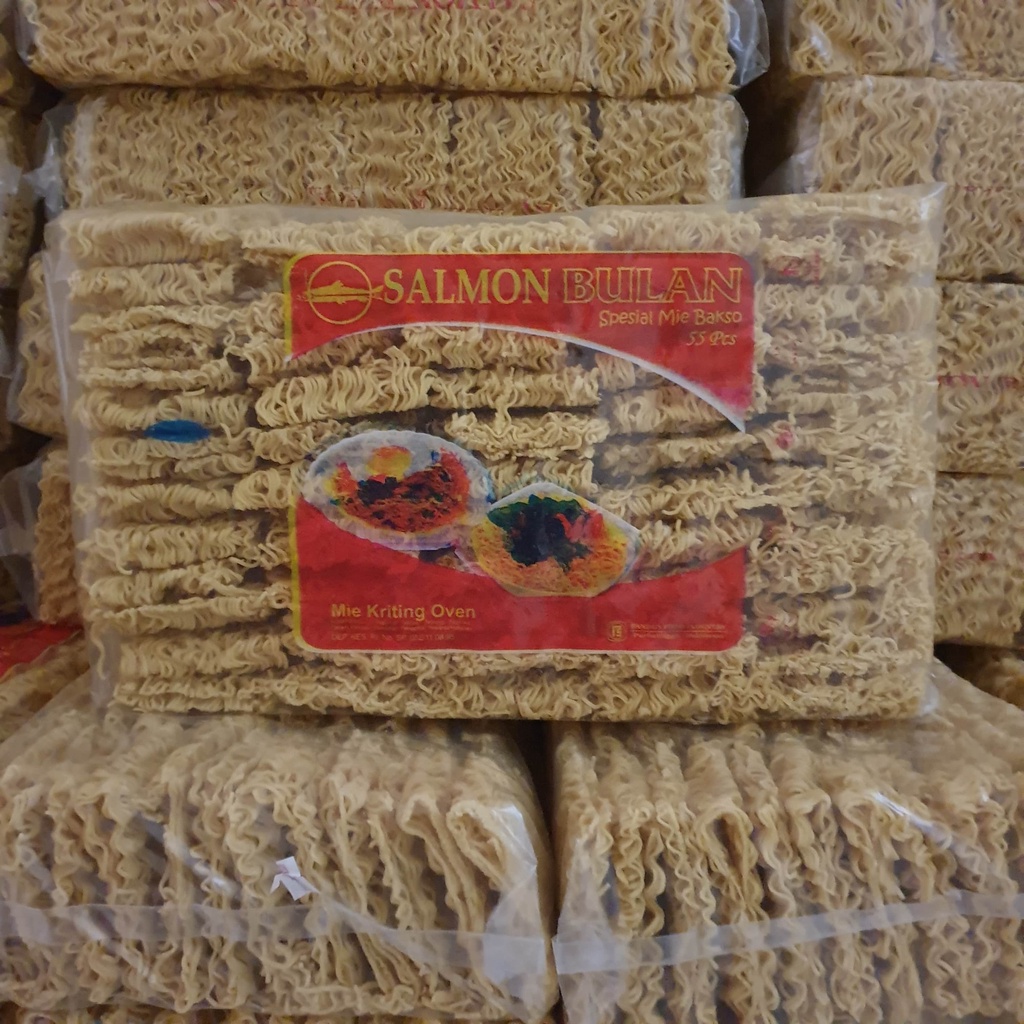 SALMON BULAN
Spesial Mie Bakso
55 Pcs
Mie Kriting Oven